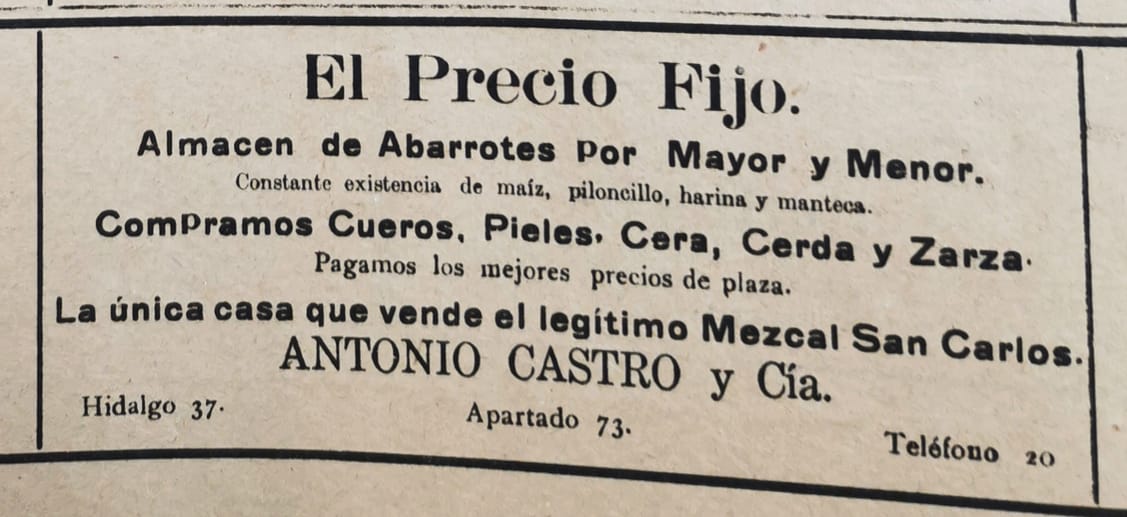 El Precio Fijo.
Almacen de Abarrotes por Mayor y Menor.
Constante existencia de maíz, piloncillo, harina y manteca.
Compramos Cueros, Pieles, Cera, Cerda y Zarza.
Pagamos los mejores precios de plaza.
La única casa que vende el legítimo Mezcal San Carlos.
ANTONIO CASTRO y Cía.
Hidalgo 37. Apartado 73. Teléfono 20